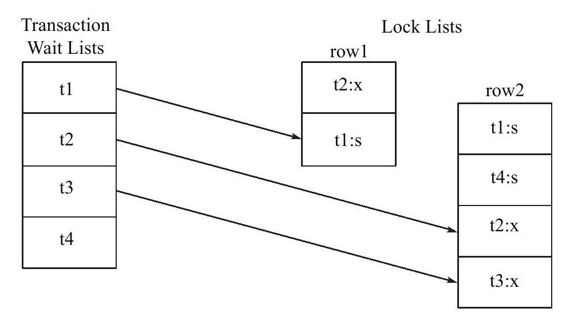 Transaction
Wait Lists
t1
t2
t3
t4
Lock Lists
row1
t2:x
t1:s
row2
t1:s
t4:s
t2:x
t3:x